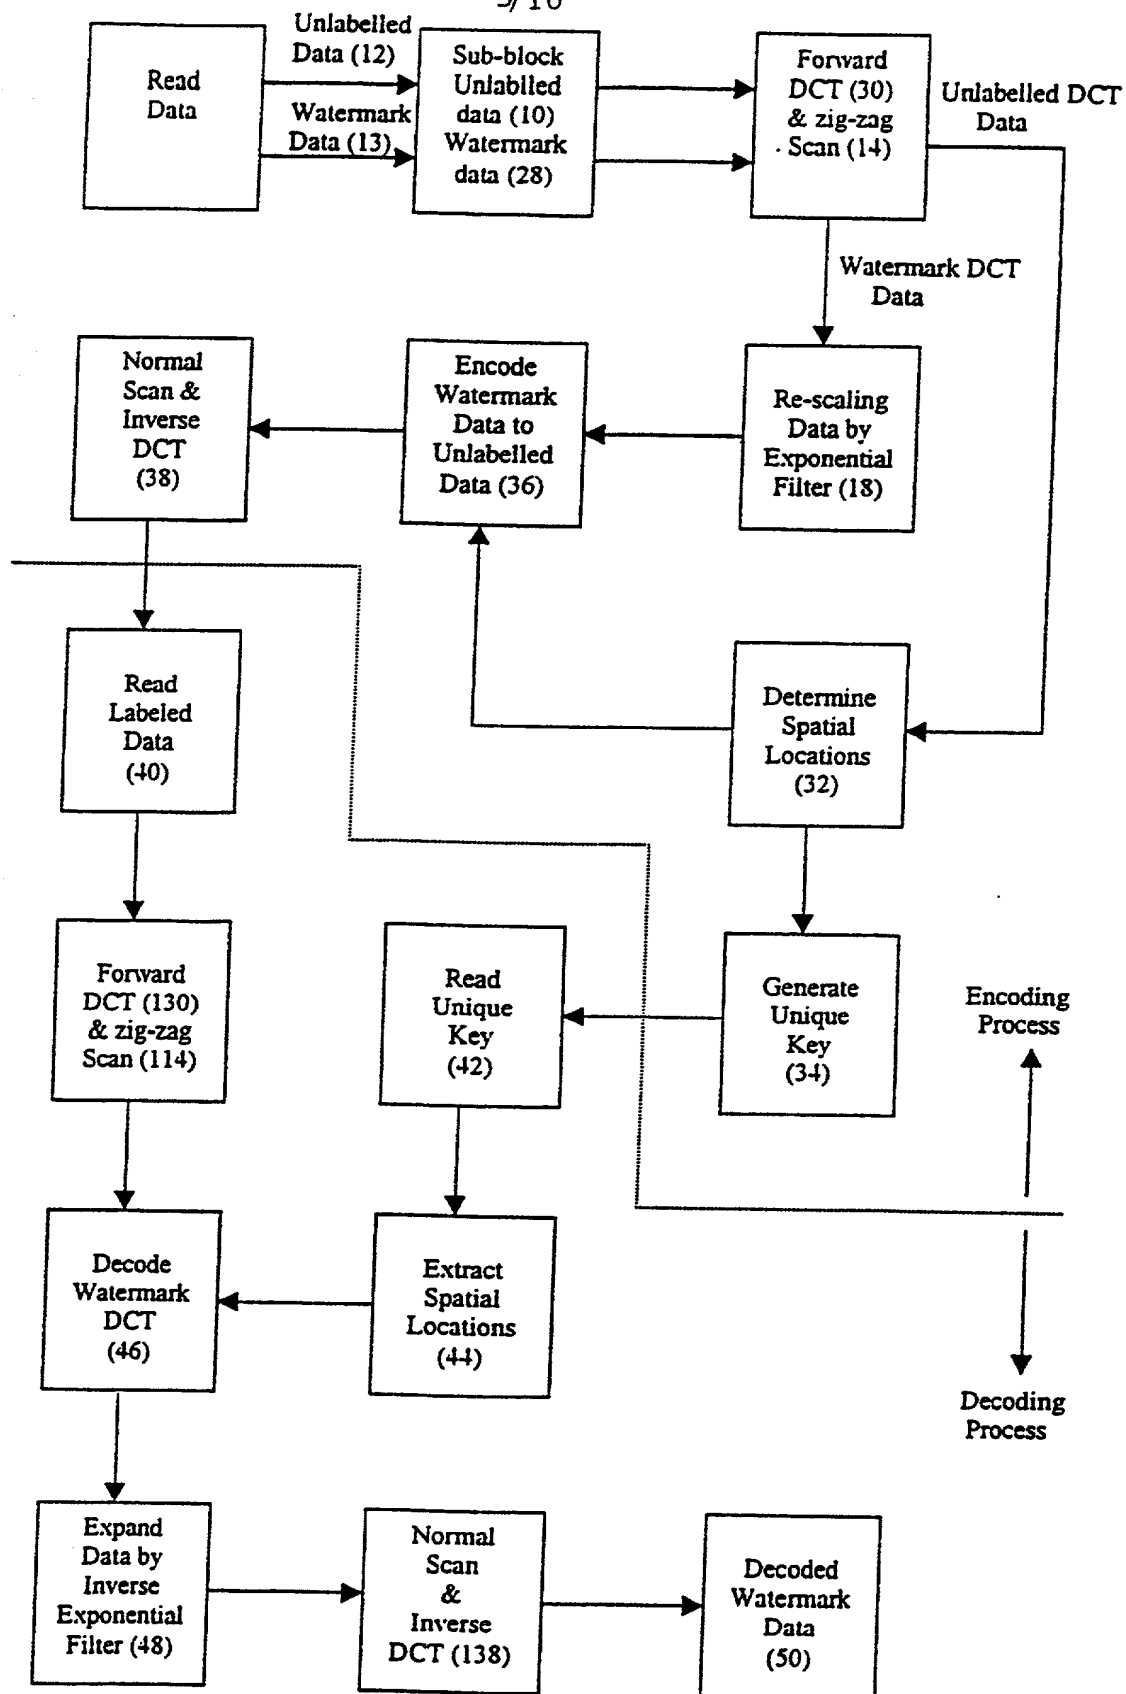 5/16
Read
Data
Unlabelled
Data (12)
Watermark
Data (13)
Sub-block
Unlablled
data (10)
Watermark
data (28)
Forward
DCT (30)
& zig-zag
Scan (14)
Unlabelled DCT
Data
Watermark DCT
Data
Normal
Scan &
Inverse
DCT
(38)
Encode
Watermark
Data to
Unlabelled
Data (36)
Re-scaling
Data by
Exponential
Filter (18)
Read
Labeled
Data
(40)
Determine
Spatial
Locations
(32)
Forward
DCT (130)
& zig-zag
Scan (114)
Read
Unique
Key
(42)
Generate
Unique
Key
(34)
Encoding
Process
Decode
Watermark
DCT
(46)
Extract
Spatial
Locations
(44)
Decoding
Process
Expand
Data by
Inverse
Exponential
Filter (48)
Normal
Scan
&
Inverse
DCT (138)
Decoded
Watermark
Data
(50)